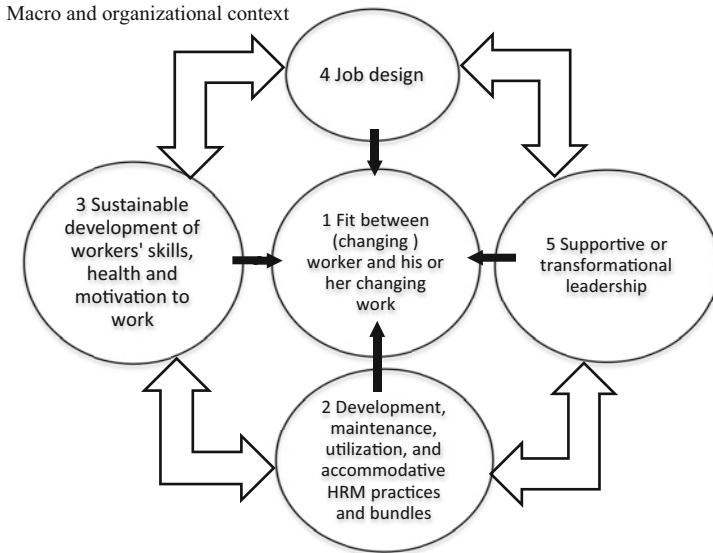 Macro and organizational context
4 Job design
3 Sustainable
development of
workers' skills,
health and
motivation to
work
1 Fit between
(changing )
worker and his or
her changing
work
5 Supportive or
transformational
leadership
2 Development,
maintenance,
utilization, and
accommodative
HRM practices
and bundles